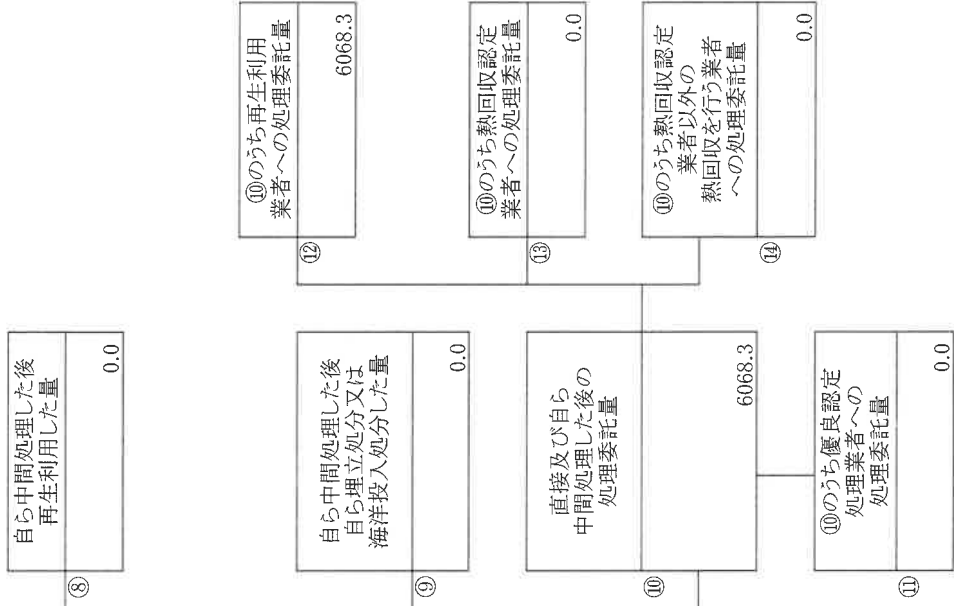 ⑧
自ら中間処理した後
再生利用した量
0.0
⑨
自ら中間処理した後
自ら埋立処分又は
海洋投入処分した量
0.0
⑩
直接及び自ら
中間処理した後の
処理委託量
6068.3
⑪
⑩のうち優良認定
処理業者への
処理委託量
0.0
⑫
⑩のうち再生利用
業者への処理委託量
6068.3
⑬
⑩のうち熱回収認定
業者への処理委託量
0.0
⑭
⑩のうち熱回収認定
業者以外の
熱回収を行う業者
への処理委託量
0.0